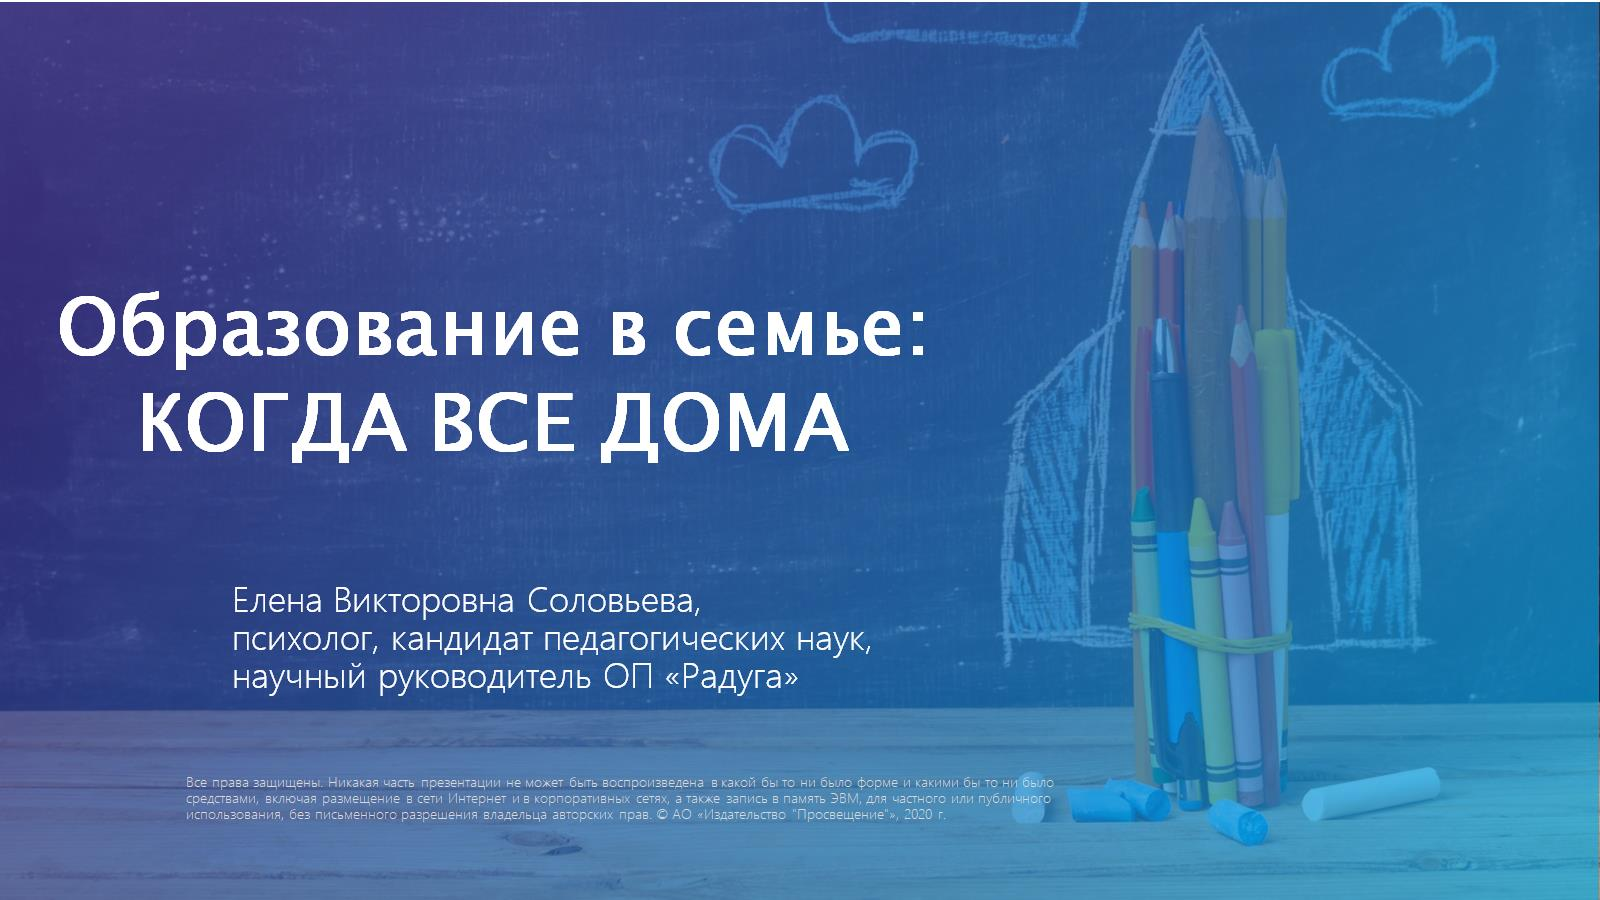 Образование в семье:
КОГДА ВСЕ ДОМА
Елена Викторовна Соловьева,
психолог, кандидат педагогических наук,
научный руководитель ОП «Радуга»
Все права защищены. Никакая часть презентации не может быть воспроизведена в какой бы то ни было форме и какими бы то ни было
средствами, включая размещение в сети Интернет и в корпоративных сетях, а также запись в память ЭВМ, для частного или публичного
использования, без письменного разрешения владельца авторских прав. © АО «Издательство "Просвещение"», 2020 г.